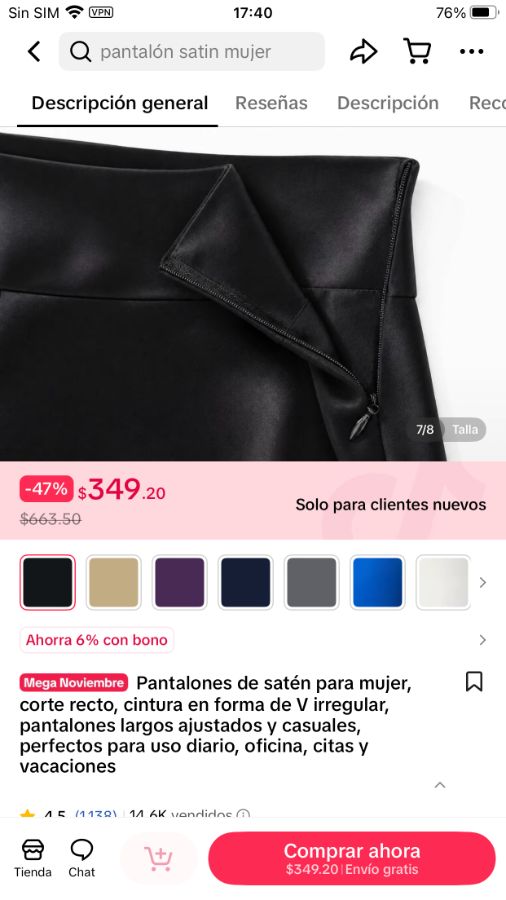 Sin SIM VPN 17:40 76%
pantalón satin mujer
Descripción general Reseñas Descripción Reco
7/8 Talla
-47% $349.20
Solo para clientes nuevos
$663.50
Ahorra 6% con bono
Mega Noviembre Pantalones de satén para mujer,
corte recto, cintura en forma de V irregular,
pantalones largos ajustados y casuales,
perfectos para uso diario, oficina, citas y
vacaciones
4.5 (1138) 14.6K vendidos
Comprar ahora
$349.20 | Envío gratis
Tienda Chat